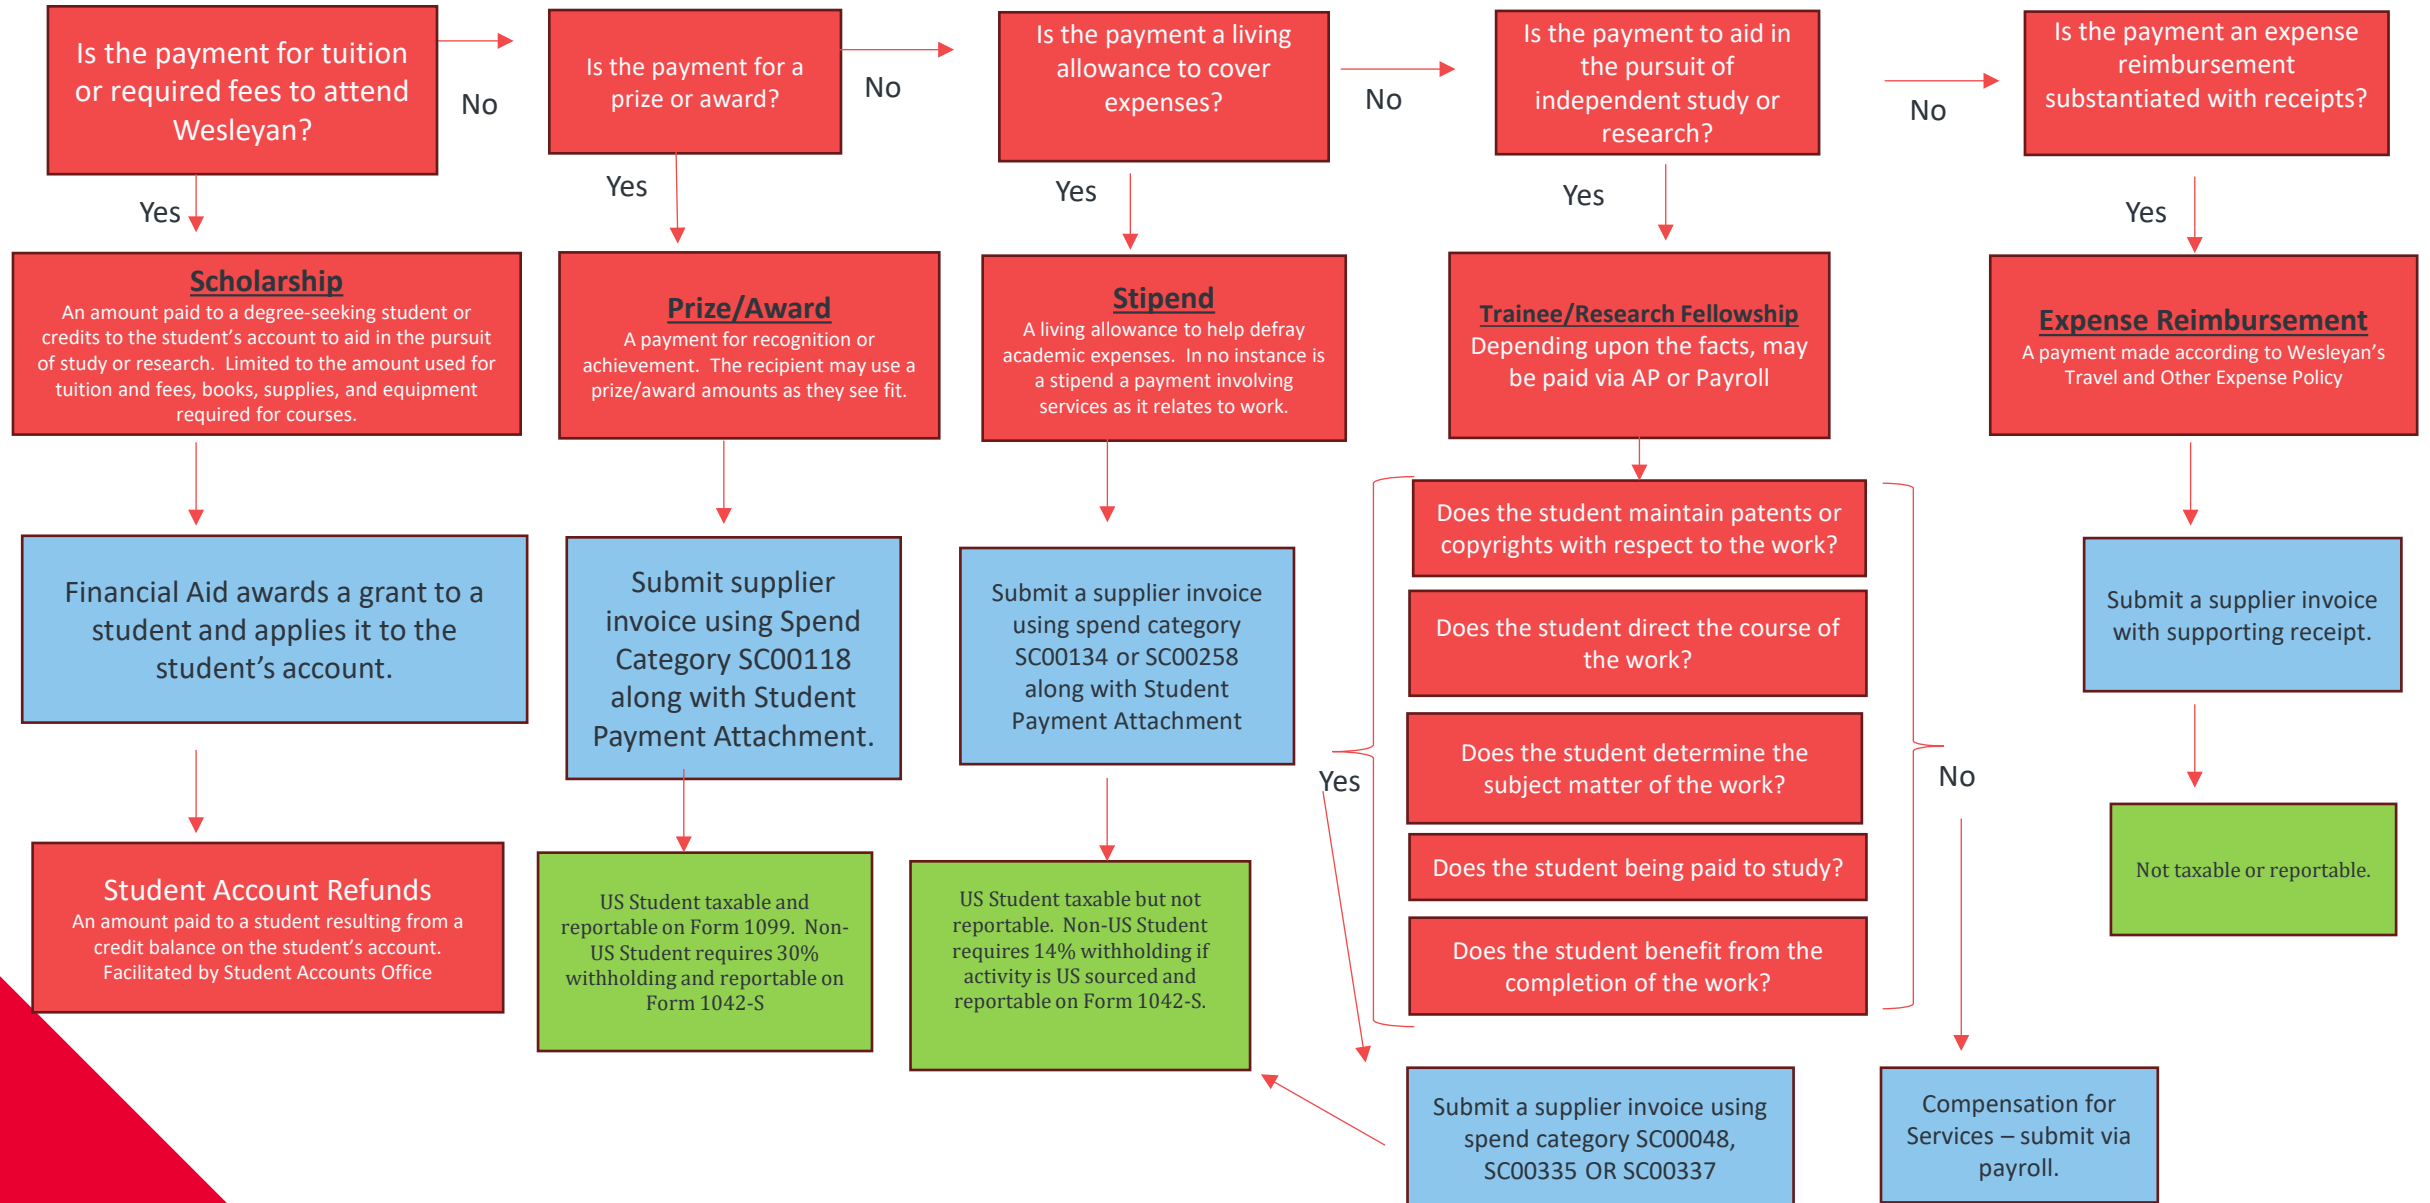 Is the payment for tuition
or required fees to attend
Wesleyan?
No
Is the payment for a
prize or award?
No
Is the payment a living
allowance to cover
expenses?
No
Is the payment to aid in
the pursuit of
independent study or
research?
No
Is the payment an expense
reimbursement
substantiated with receipts?
Yes
Yes
Yes
Yes
Yes
Scholarship
An amount paid to a degree-seeking student or
credits to the student’s account to aid in the pursuit
of study or research.  Limited to the amount used for
tuition and fees, books, supplies, and equipment
required for courses.
Prize/Award
A payment for recognition or
achievement.  The recipient may use a
prize/award amounts as they see fit.
Stipend
A living allowance to help defray
academic expenses.  In no instance is
a stipend a payment involving
services as it relates to work.
Trainee/Research Fellowship
Depending upon the facts, may
be paid via AP or Payroll
Expense Reimbursement
A payment made according to Wesleyan’s
Travel and Other Expense Policy
Financial Aid awards a grant to a
student and applies it to the
student’s account.
Submit supplier
invoice using Spend
Category SC00118
along with Student
Payment Attachment.
Submit a supplier invoice
using spend category
SC00134 or SC00258
along with Student
Payment Attachment
Does the student maintain patents or
copyrights with respect to the work?
Does the student direct the course of
the work?
Does the student determine the
subject matter of the work?
Does the student being paid to study?
Does the student benefit from the
completion of the work?
Yes
No
Submit a supplier invoice
with supporting receipt.
Student Account Refunds
An amount paid to a student resulting from a
credit balance on the student’s account.
Facilitated by Student Accounts Office
US Student taxable and
reportable on Form 1099.  Non-
US Student requires 30%
withholding and reportable on
Form 1042-S
US Student taxable but not
reportable.  Non-US Student
requires 14% withholding if
activity is US sourced and
reportable on Form 1042-S.
Not taxable or reportable.
Submit a supplier invoice using
spend category SC00048,
SC00335 OR SC00337
Compensation for
Services – submit via
payroll.